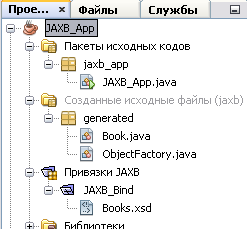 Прое... Файлы Службы
JAXB_App
Пакеты исходных кодов
jaxb_app
JAXB_App.java
Созданные исходные файлы (jaxb)
generated
Book.java
ObjectFactory.java
Привязки JAXB
JAXB_Bind
Books.xsd
Библиотеки